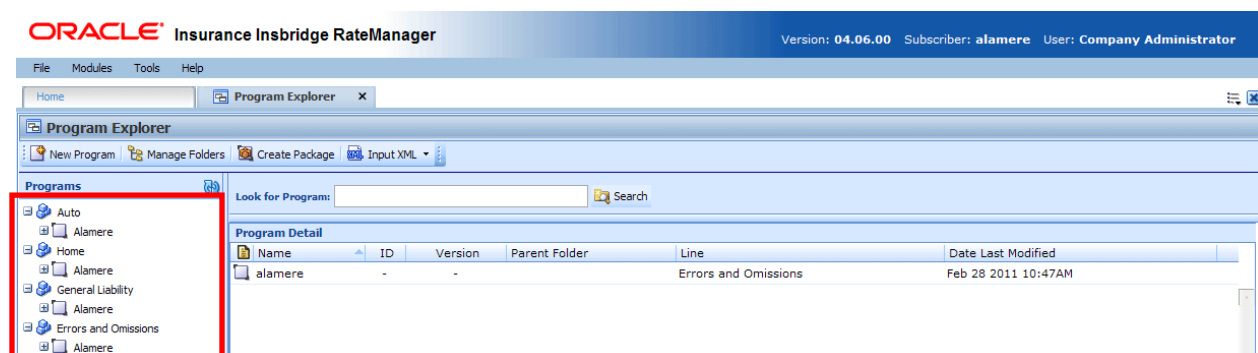 ORACLE Insurance Insbridge RateManager
Version: 04.06.00 Subscriber: alamere User: Company Administrator
File Modules Tools Help
Home Program Explorer x
Program Explorer
New Program Manage Folders Create Package Input XML
Programs
Look for Program: Search
Auto
Alamere
Home
Alamere
General Liability
Alamere
Errors and Omissions
Alamere
Program Detail
Name ID Version Parent Folder Line Date Last Modified
alamere - - Errors and Omissions Feb 28 2011 10:47AM